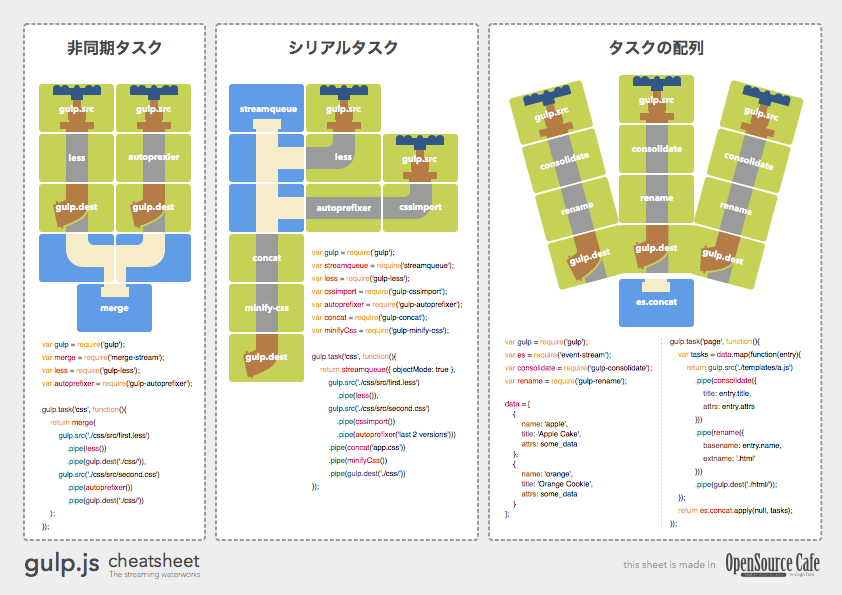 非同期タスク
gulp.src
gulp.src
less
autoprexier
gulp.dest
gulp.dest
merge
var gulp = require('gulp');
var merge = require('merge-stream');
var less = require('gulp-less');
var autoprefixer = require('gulp-autoprefixer');
gulp.task('css', function(){
return merge(
gulp.src('./css/src/first.less')
.pipe(less())
.pipe(gulp.dest('./css/')),
gulp.src('./css/src/second.css')
.pipe(autoprefixer())
.pipe(gulp.dest('./css/'))
);
});
シリアルタスク
streamqueue
gulp.src
less
gulp.src
autoprefixer
cssimport
concat
minify-css
gulp.dest
var gulp = require('gulp');
var streamqueue = require('streamqueue');
var less = require('gulp-less');
var cssimport = require('gulp-cssimport');
var autoprefixer = require('gulp-autoprefixer');
var concat = require('gulp-concat');
var minifyCss = require('gulp-minify-css');
gulp.task('css', function(){
return streamqueue({ objectMode: true },
gulp.src('./css/src/first.less')
.pipe(less()),
gulp.src('./css/src/second.css')
.pipe(cssimport())
.pipe(autoprefixer('last 2 versions')))
.pipe(concat('app.css'))
.pipe(minifyCss())
.pipe(gulp.dest('./css/'))
});
タスクの配列
gulp.src
gulp.src
gulp.src
consolidate
consolidate
consolidate
rename
rename
rename
gulp.dest
gulp.dest
gulp.dest
es.concat
var gulp = require('gulp');
var es = require('event-stream');
var consolidate = require('gulp-consolidate');
var rename = require('gulp-rename');
data = [
{
name: 'apple',
title: 'Apple Cake',
attrs: some_data
},
{
name: 'orange',
title: 'Orange Cookie',
attrs: some_data
}
];
gulp.task('page', function(){
var tasks = data.map(function(entry){
return gulp.src('./templates/a.js')
.pipe(consolidate({
title: entry.title,
attrs: entry.attrs
}))
.pipe(rename({
basename: entry.name,
extname: '.html'
}))
.pipe(gulp.dest('./html/'));
});
return es.concat.apply(null, tasks);
});
gulp.js cheatsheet
The streaming waterworks
this sheet is made in OpenSource Cafe